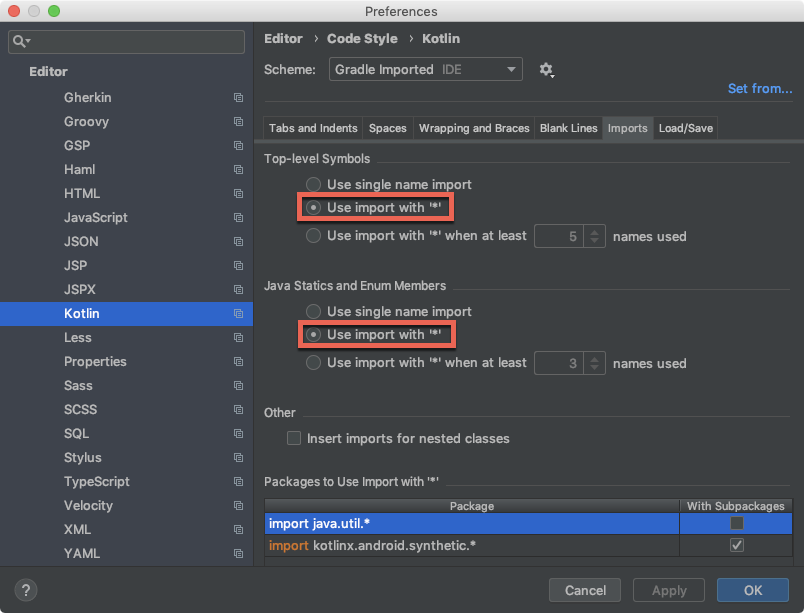 Preferences
Editor › Code Style › Kotlin
Scheme: Gradle Imported IDE
Set from...
Editor
Gherkin
Groovy
GSP
Haml
HTML
JavaScript
JSON
JSP
JSPX
Kotlin
Less
Properties
Sass
SCSS
SQL
Stylus
TypeScript
Velocity
XML
YAML
Tabs and Indents Spaces Wrapping and Braces Blank Lines Imports Load/Save
Top-level Symbols
Use single name import
Use import with '*'
Use import with '*' when at least 5 names used
Java Statics and Enum Members
Use single name import
Use import with '*'
Use import with '*' when at least 3 names used
Other
Insert imports for nested classes
Packages to Use Import with '*'
Package With Subpackages
import java.util.*
import kotlinx.android.synthetic.*
? Cancel Apply OK